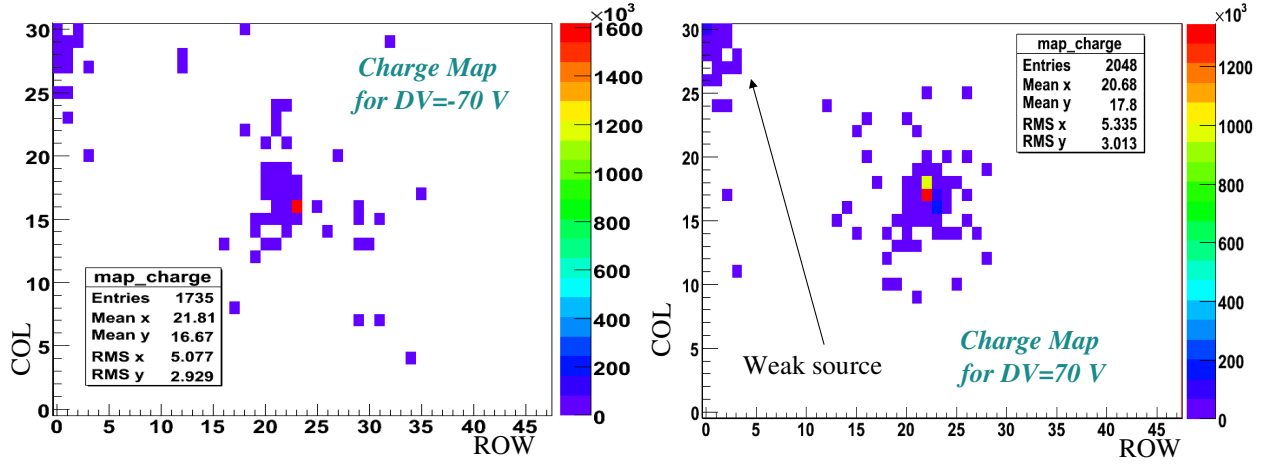 ×10³
30
25
20
15
10
5
0
COL
Charge Map
for DV=-70 V
map_charge
Entries 1735
Mean x 21.81
Mean y 16.67
RMS x 5.077
RMS y 2.929
0 5 10 15 20 25 30 35 40 45
ROW
1600
1400
1200
1000
800
600
400
200
0
×10³
30
25
20
15
10
5
0
COL
map_charge
Entries 2048
Mean x 20.68
Mean y 17.8
RMS x 5.335
RMS y 3.013
Weak source
Charge Map
for DV=70 V
0 5 10 15 20 25 30 35 40 45
ROW
1200
1000
800
600
400
200
0